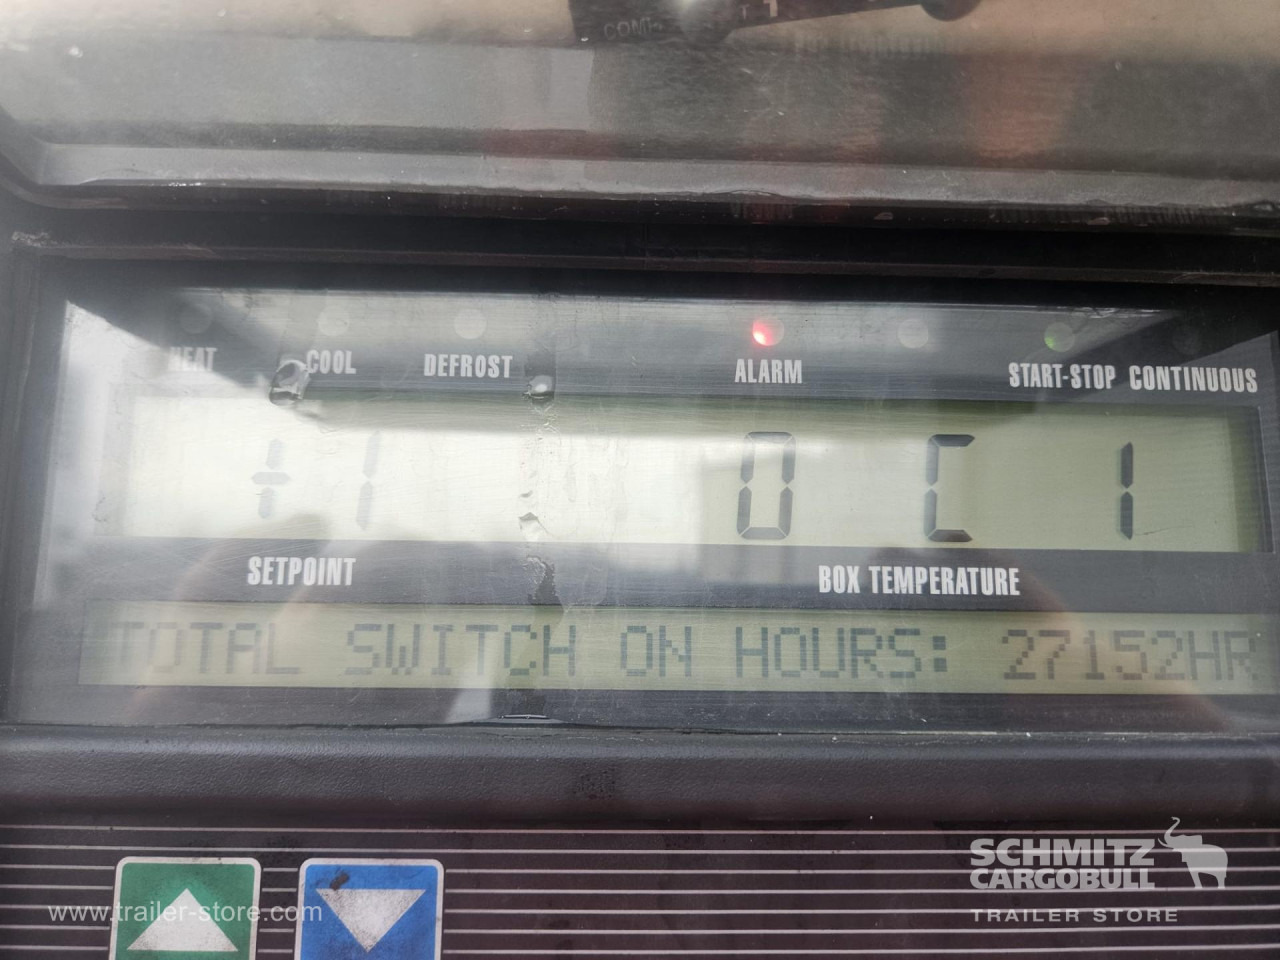 HEAT COOL DEFROST ALARM START-STOP CONTINUOUS
+1 0 C 1
SETPOINT BOX TEMPERATURE
TOTAL SWITCH ON HOURS: 27152HR
SCHMITZ
CARGOBULL
TRAILER STORE
www.trailer-store.com